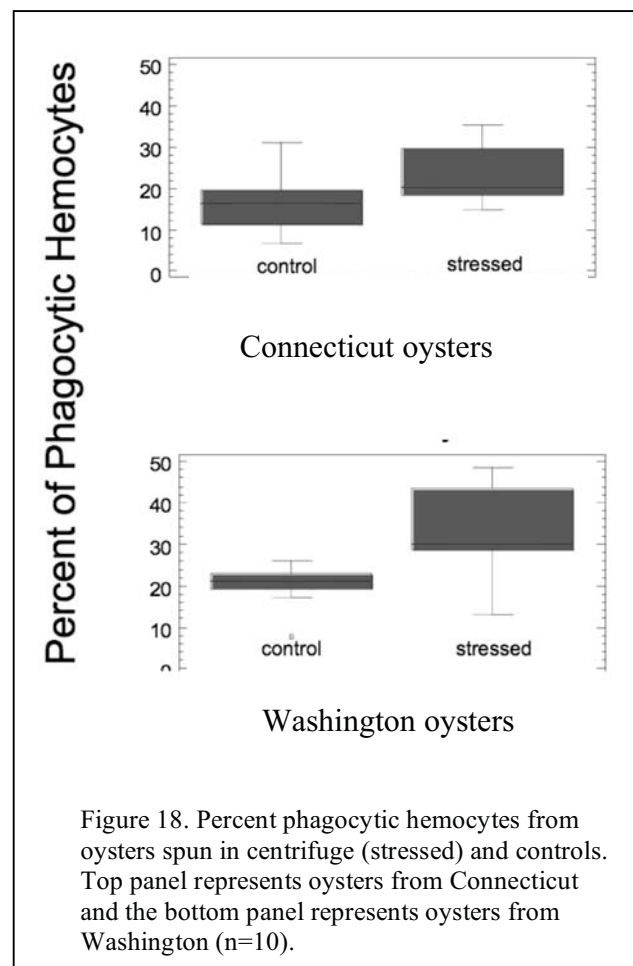 Percent of Phagocytic Hemocytes
50
40
30
20
10
0
control stressed
Connecticut oysters
50
40
30
20
10
control stressed
Washington oysters
Figure 18. Percent phagocytic hemocytes from
oysters spun in centrifuge (stressed) and controls.
Top panel represents oysters from Connecticut
and the bottom panel represents oysters from
Washington (n=10).